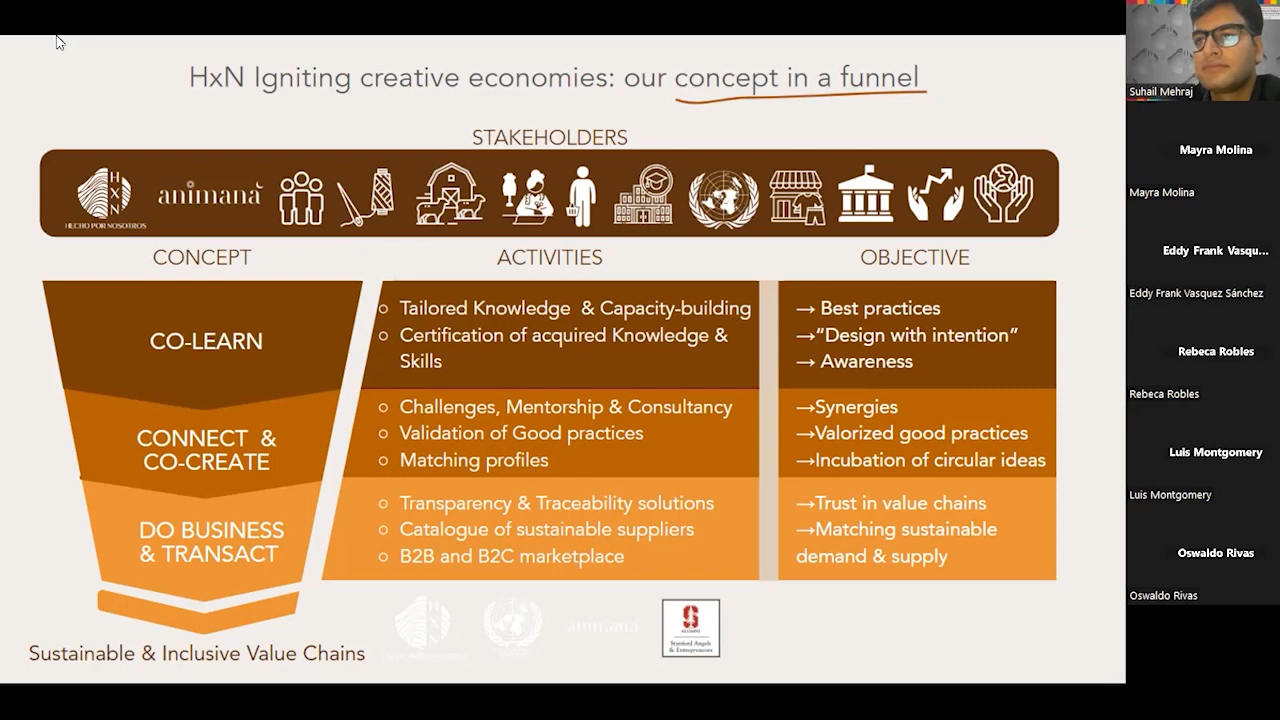 HxN Igniting creative economies: our concept in a funnel
STAKEHOLDERS
HXN
HECHO POR NOSOTROS
animaná
CONCEPT
ACTIVITIES
OBJECTIVE
CO-LEARN
Tailored Knowledge & Capacity-building
Certification of acquired Knowledge &
Skills
→ Best practices
→"Design with intention"
→ Awareness
CONNECT &
CO-CREATE
Challenges, Mentorship & Consultancy
Validation of Good practices
Matching profiles
→Synergies
→Valorized good practices
→Incubation of circular ideas
DO BUSINESS
& TRANSACT
Transparency & Traceability solutions
Catalogue of sustainable suppliers
B2B and B2C marketplace
→Trust in value chains
→Matching sustainable
demand & supply
Sustainable & Inclusive Value Chains
animaná
S
ALUMNI
Stanford Angels
& Entrepreneurs
Suhail Mehraj
Mayra Molina
Mayra Molina
Eddy Frank Vasqu...
Eddy Frank Vasquez Sánchez
Rebeca Robles
Rebeca Robles
Luis Montgomery
Luis Montgomery
Oswaldo Rivas
Oswaldo Rivas